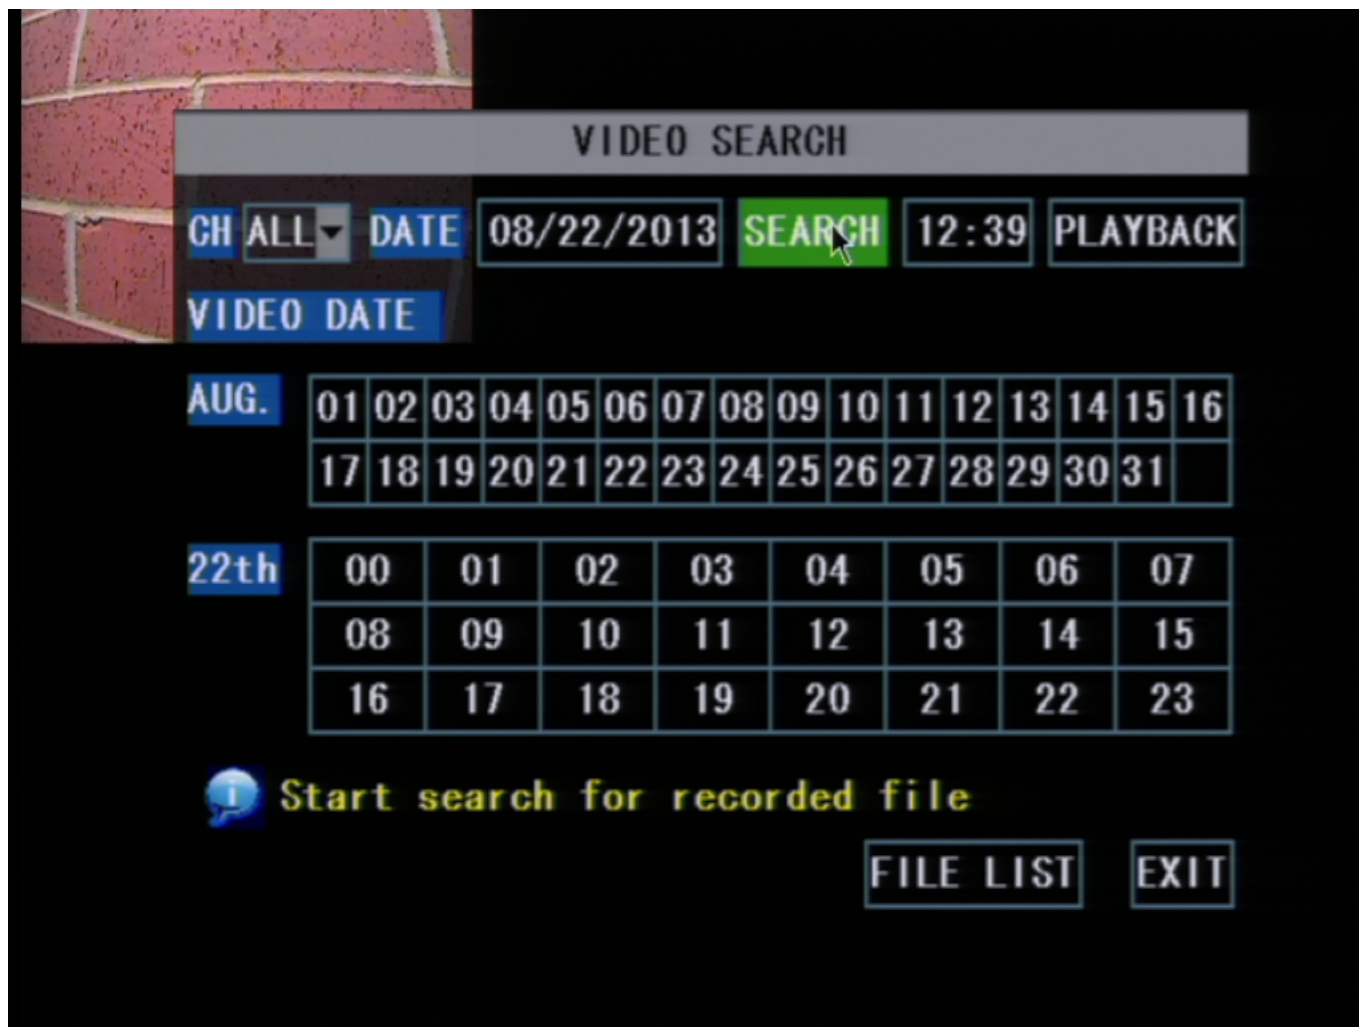 VIDEO SEARCH
CH ALL DATE 08/22/2013 SEARCH 12:39 PLAYBACK
VIDEO DATE
AUG. 01 02 03 04 05 06 07 08 09 10 11 12 13 14 15 16
17 18 19 20 21 22 23 24 25 26 27 28 29 30 31
22th 00 01 02 03 04 05 06 07
08 09 10 11 12 13 14 15
16 17 18 19 20 21 22 23
Start search for recorded file
FILE LIST EXIT